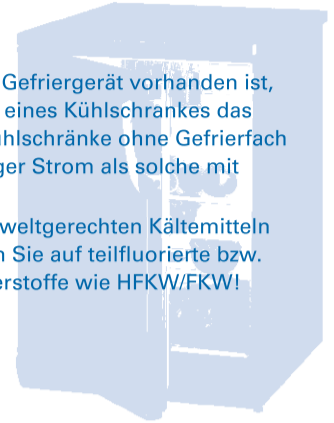 Gefriergerät vorhanden ist,
eines Kühlschrankes das
ühlschränke ohne Gefrierfach
ger Strom als solche mit
weltgerechten Kältemitteln
n Sie auf teilfluorierte bzw.
erstoffe wie HFKW/FKW!